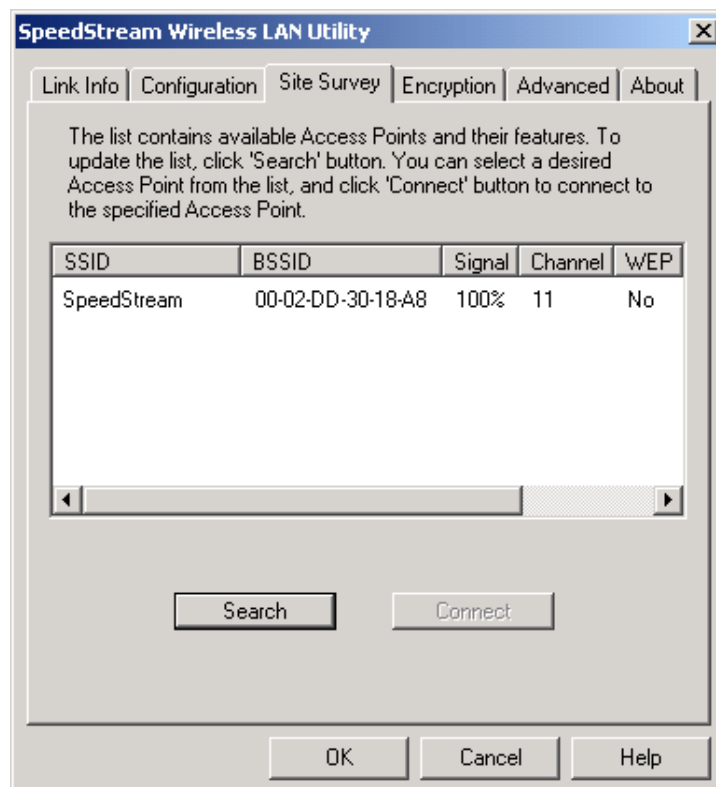 SpeedStream Wireless LAN Utility
Link Info Configuration Site Survey Encryption Advanced About
The list contains available Access Points and their features. To
update the list, click 'Search' button. You can select a desired
Access Point from the list, and click 'Connect' button to connect to
the specified Access Point.
SSID BSSID Signal Channel WEP
SpeedStream 00-02-DD-30-18-A8 100% 11 No
Search Connect
OK Cancel Help